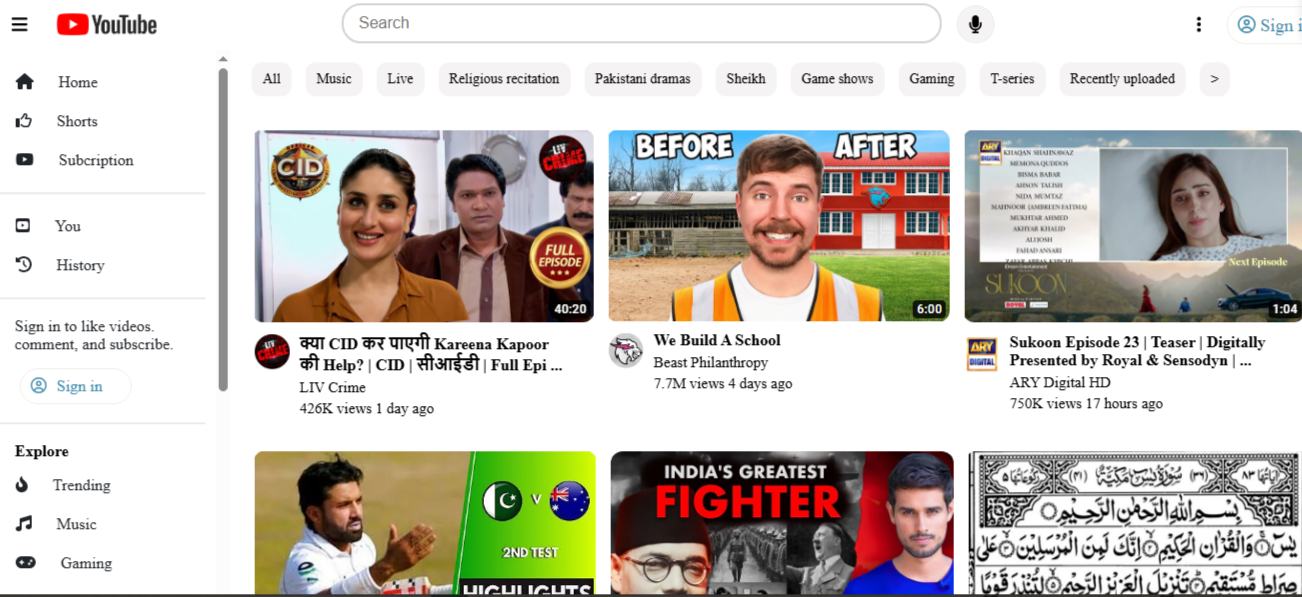 YouTube
Search
Sign i
Home
Shorts
Subcription
You
History
Sign in to like videos.
comment, and subscribe.
Sign in
Explore
Trending
Music
Gaming
All
Music
Live
Religious recitation
Pakistani dramas
Sheikh
Game shows
Gaming
T-series
Recently uploaded
>
CID
LIV
CRIME
FULL
EPISODE
40:20
क्या CID कर पाएगी Kareena Kapoor
की Help? | CID | सीआईडी | Full Epi ...
LIV Crime
426K views 1 day ago
BEFORE
AFTER
6:00
We Build A School
Beast Philanthropy
7.7M views 4 days ago
ARY
DIGITAL
KHAQAN SHAHNAWAZ
MEMONA QUDDOS
BISMA BABAR
AHSON TALISH
NIDA MUMTAZ
MAHNOOR (AMBREEN FATIMA)
MUKHTAR AHMED
AKHYAR KHALID
ALI JOSH
FAHAD ANSARI
SUKOON
Next Episode
1:04
Sukoon Episode 23 | Teaser | Digitally
Presented by Royal & Sensodyn | ...
ARY Digital HD
750K views 17 hours ago
V
2ND TEST
HIGHLIGHTS
INDIA'S GREATEST
FIGHTER
بِسْمِ اللهِ الرَّحْمٰنِ الرَّحِيْمِ
يٰسٓ وَالْقُرْاٰنِ الْحَكِيْمِ اِنَّكَ لَمِنَ الْمُرْسَلِيْنَ عَلٰى
صِرَاطٍ مُّسْتَقِيْمٍ تَنْزِيْلَ الْعَزِيْزِ الرَّحِيْمِ لِتُنْذِرَ قَوْمًا